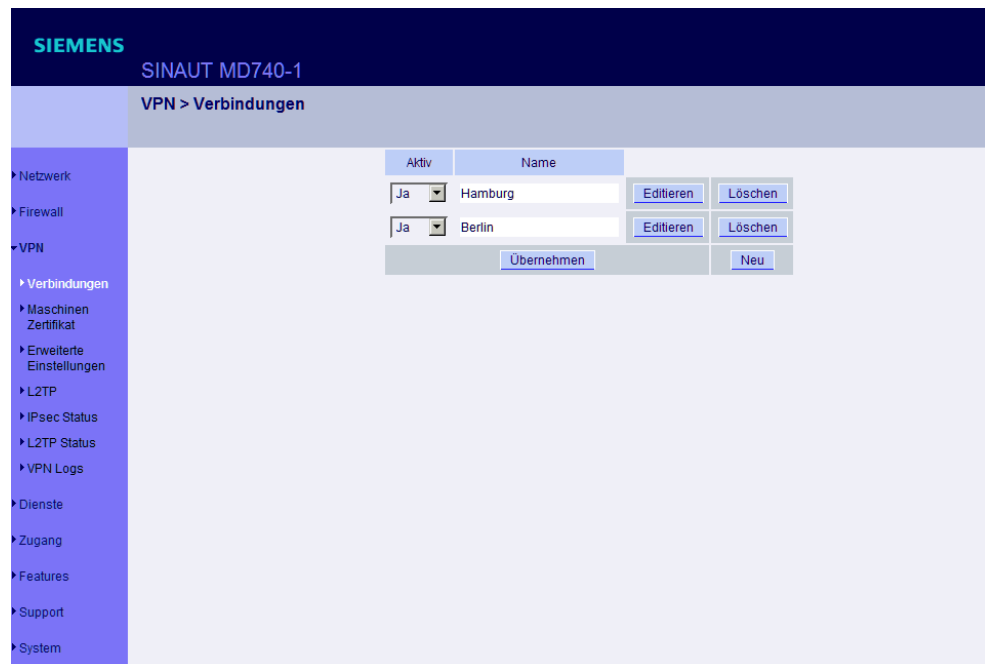 SIEMENS
SINAUT MD740-1
VPN > Verbindungen
Netzwerk
Firewall
VPN
Verbindungen
Maschinen
Zertifikat
Erweiterte
Einstellungen
L2TP
IPsec Status
L2TP Status
VPN Logs
Dienste
Zugang
Features
Support
System
Aktiv Name
Ja Hamburg Editieren Löschen
Ja Berlin Editieren Löschen
Übernehmen Neu